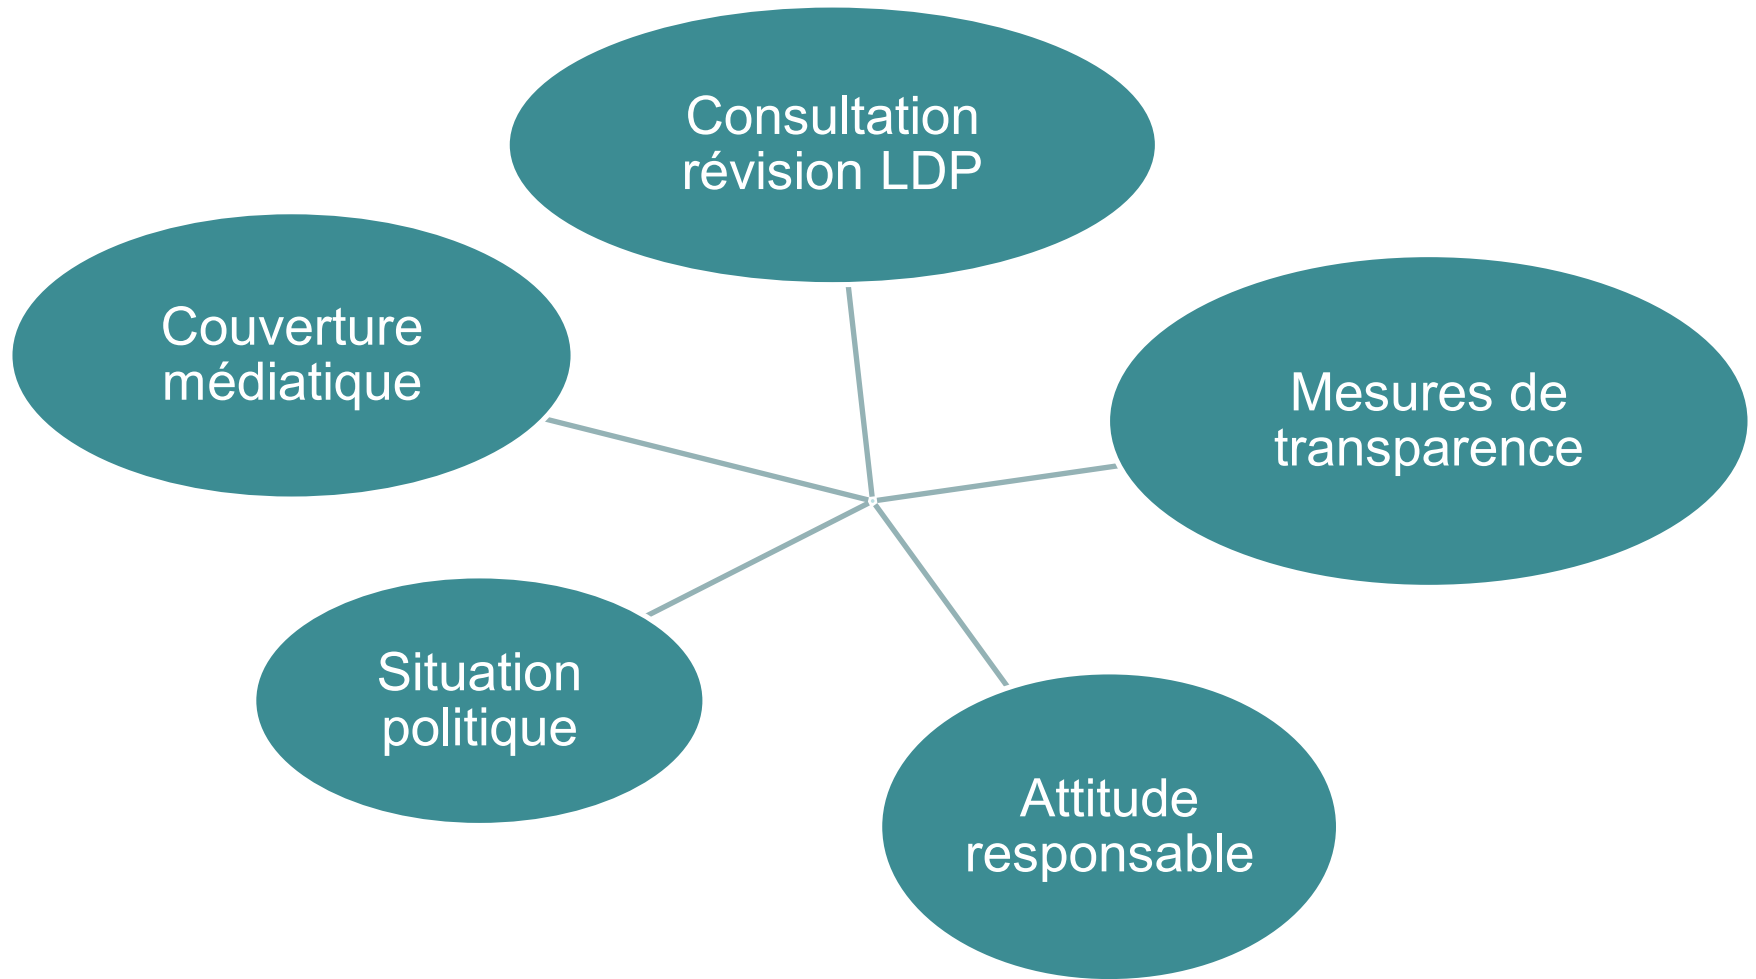 Consultation
révision LDP
Couverture
médiatique
Mesures de
transparence
Situation
politique
Attitude
responsable